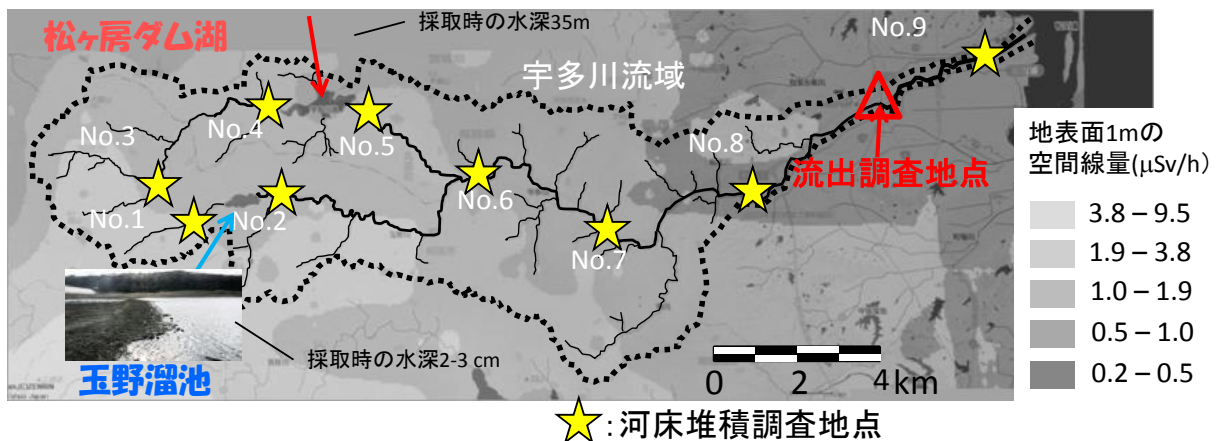 採取時の水深35m
松ヶ房ダム湖
宇多川流域
No.9
No.3
No.4
No.5
No.8
No.1
No.2
No.6
No.7
流出調査地点
地表面1mの
空間線量(μSv/h)
3.8 – 9.5
1.9 – 3.8
1.0 – 1.9
0.5 – 1.0
0.2 – 0.5
採取時の水深2-3 cm
玉野溜池
0 2 4 km
:河床堆積調査地点